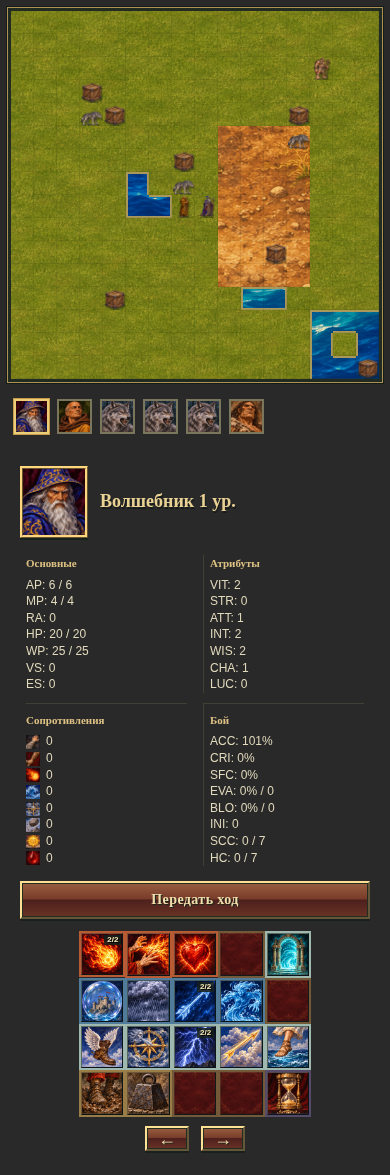 Волшебник 1 ур.
Основные
AP: 6 / 6
MP: 4 / 4
RA: 0
HP: 20 / 20
WP: 25 / 25
VS: 0
ES: 0
Атрибуты
VIT: 2
STR: 0
ATT: 1
INT: 2
WIS: 2
CHA: 1
LUC: 0
Сопротивления
0
0
0
0
0
0
0
0
Бой
ACC: 101%
CRI: 0%
SFC: 0%
EVA: 0% / 0
BLO: 0% / 0
INI: 0
SCC: 0 / 7
HC: 0 / 7
Передать ход
2/2
2/2
2/2
← →